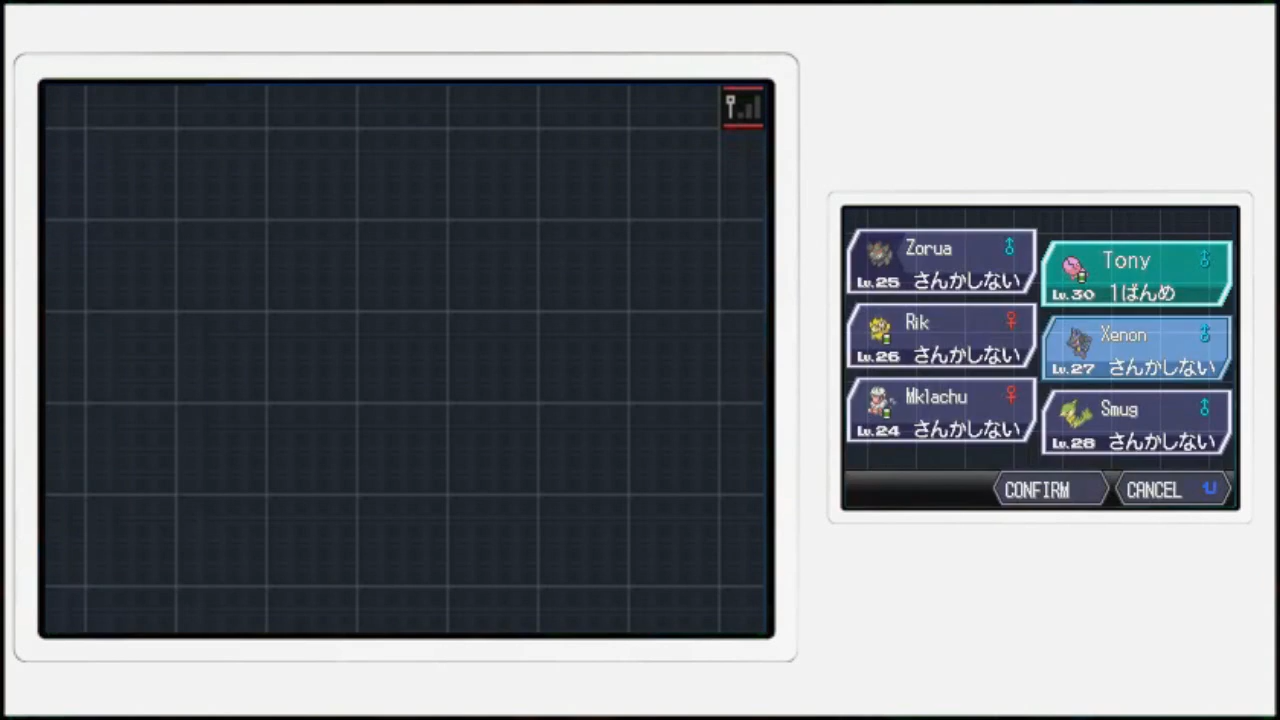 Zorua ♂
Lv.25 さんかしない
Tony ♂
Lv.30 1ばんめ
Rik ♀
Lv.26 さんかしない
Xenon ♂
Lv.27 さんかしない
Mklachu ♀
Lv.24 さんかしない
Smug ♂
Lv.28 さんかしない
CONFIRM
CANCEL